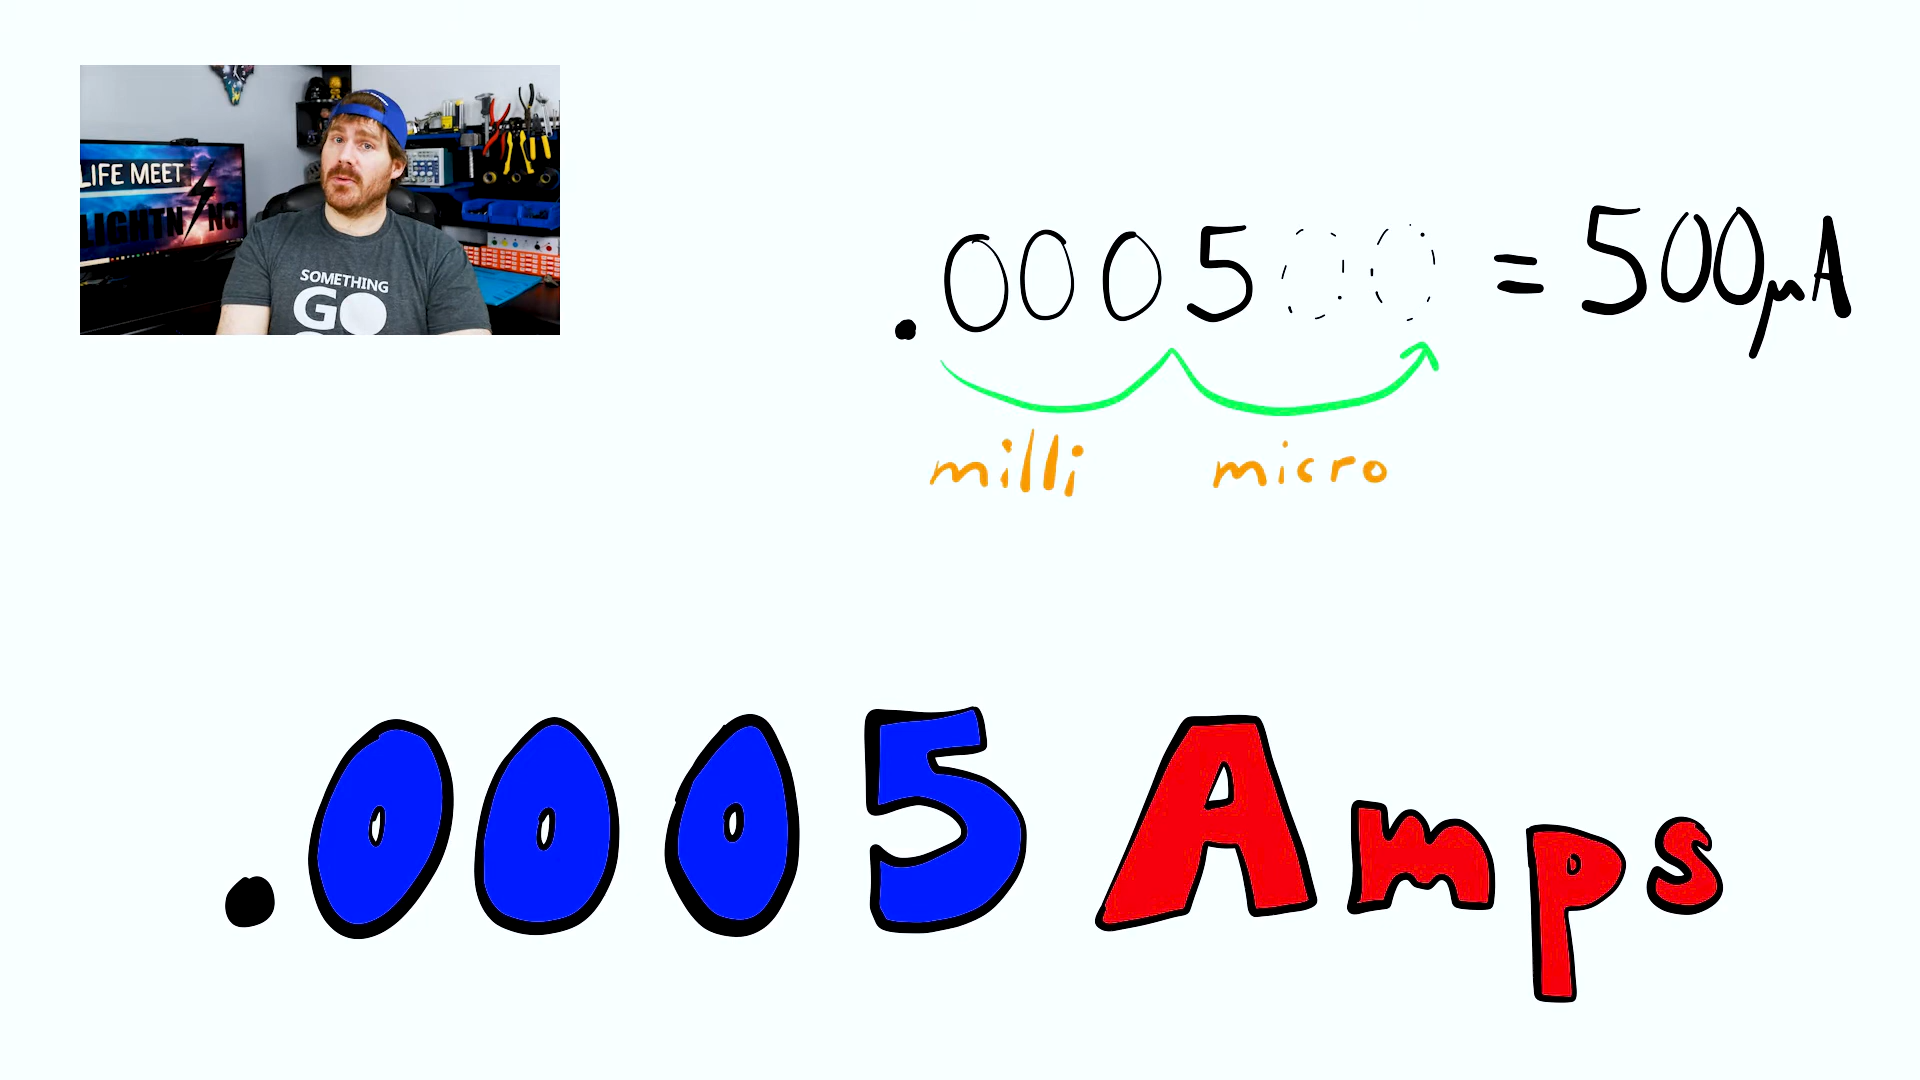 LIFE MEET
LIGHTNING
SOMETHING
GO
.000500 = 500µA
milli micro
.0005 Amps